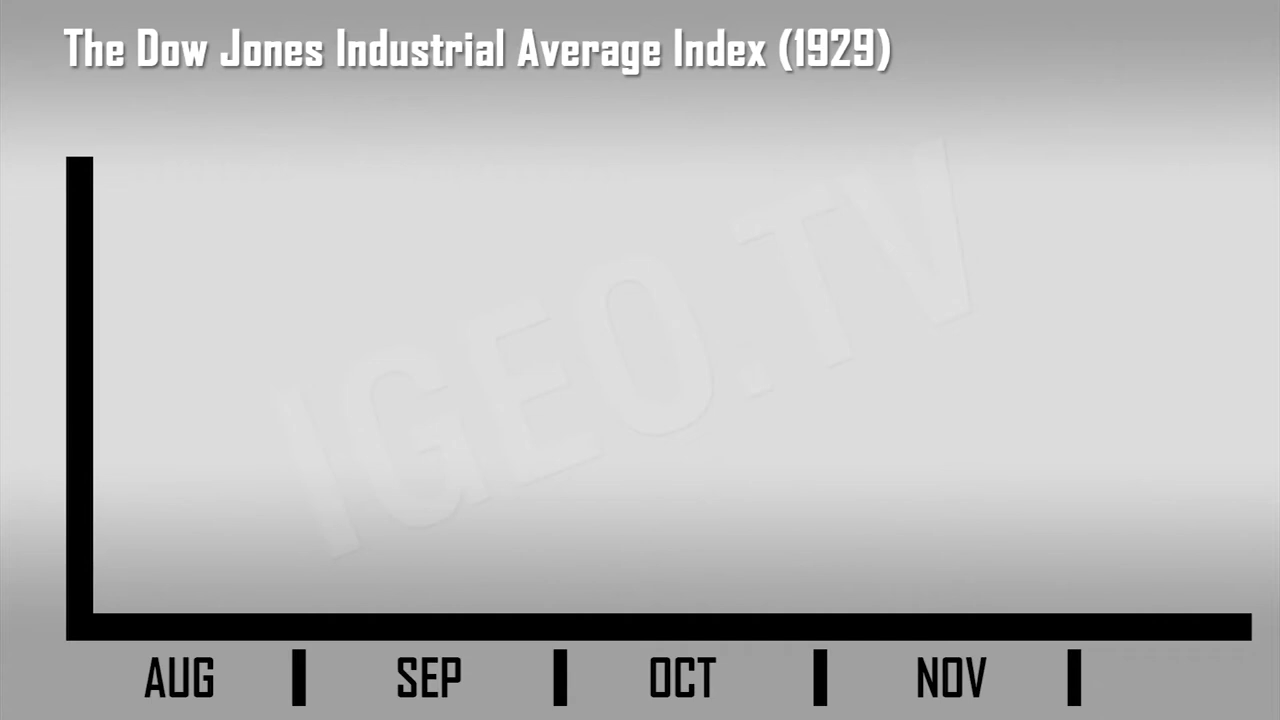 The Dow Jones Industrial Average Index (1929)
IGEO.TV
AUG SEP OCT NOV